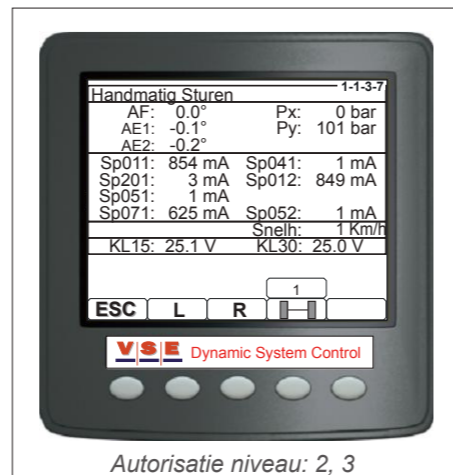 1-1-3-7
Handmatig Sturen
AF: 0.0° Px: 0 bar
AE1: -0.1° Py: 101 bar
AE2: -0.2°
Sp011: 854 mA Sp041: 1 mA
Sp201: 3 mA Sp012: 849 mA
Sp051: 1 mA
Sp071: 625 mA Sp052: 1 mA
Snelh: 1 Km/h
KL15: 25.1 V KL30: 25.0 V
1
ESC L R
VSE Dynamic System Control
Autorisatie niveau: 2, 3